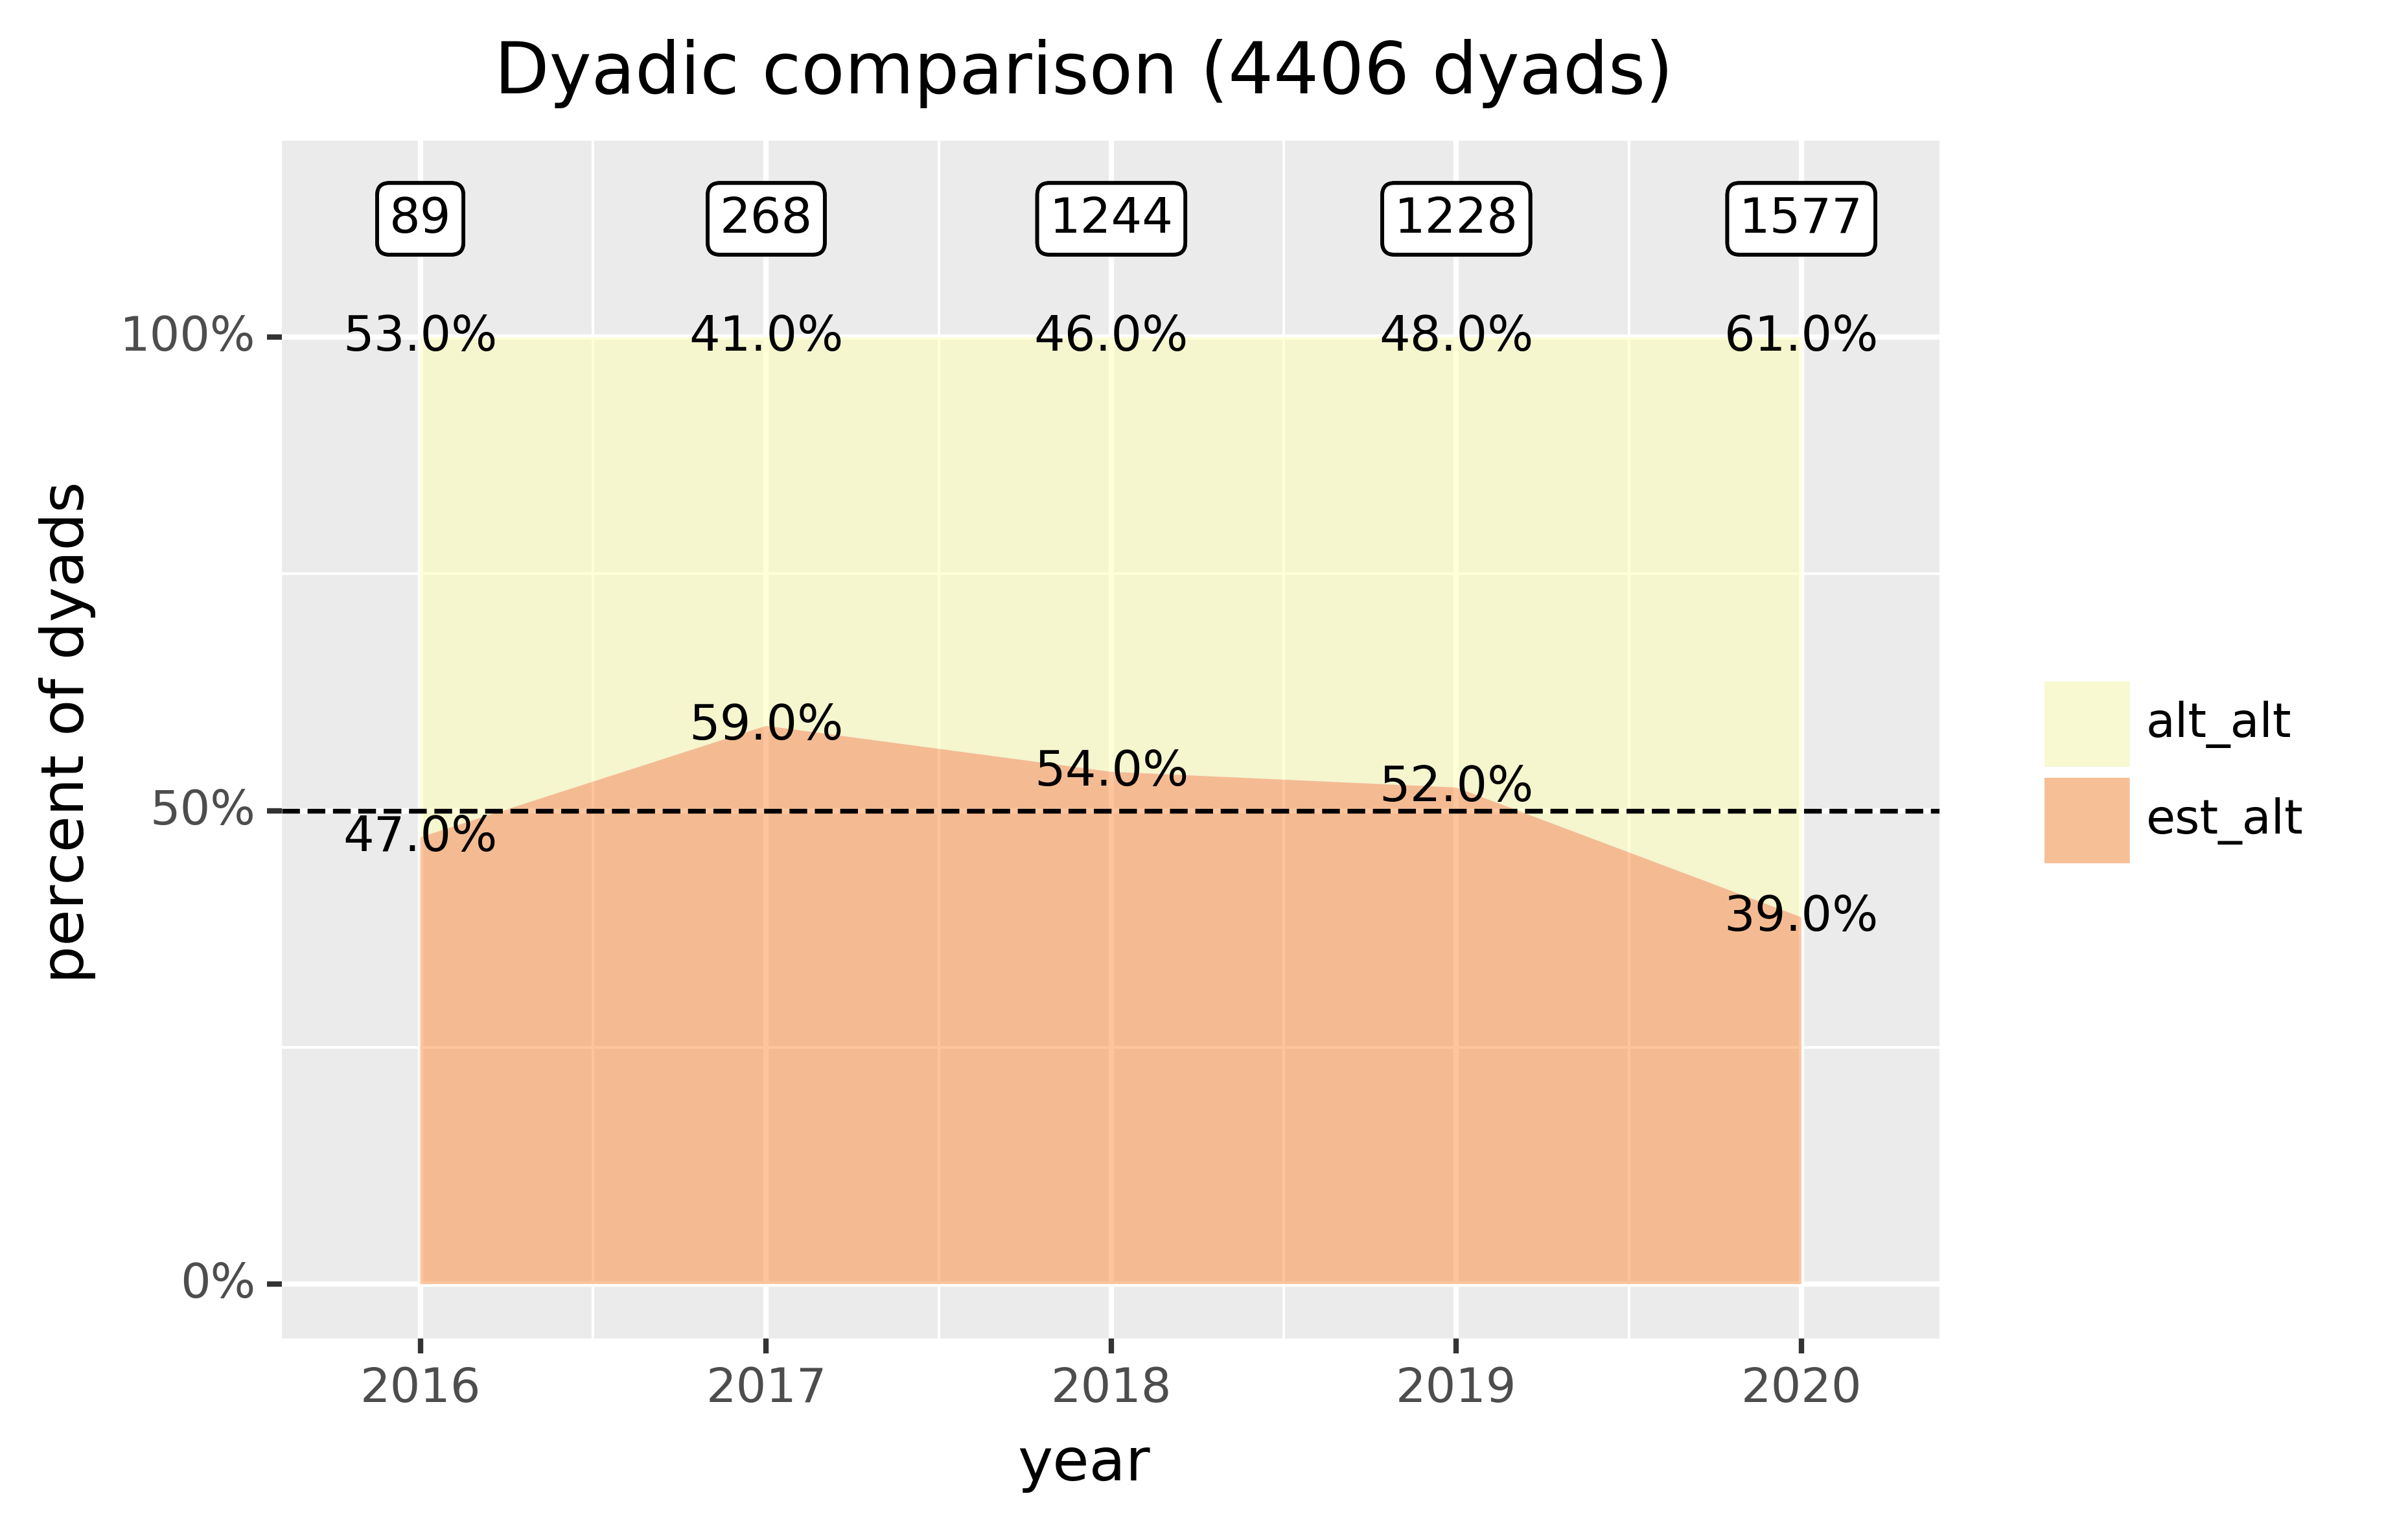 Dyadic comparison (4406 dyads)
89 268 1244 1228 1577
100% 53.0% 41.0% 46.0% 48.0% 61.0%
59.0%
54.0%
52.0%
50%
47.0%
39.0%
0%
2016 2017 2018 2019 2020
year
percent of dyads
alt_alt
est_alt